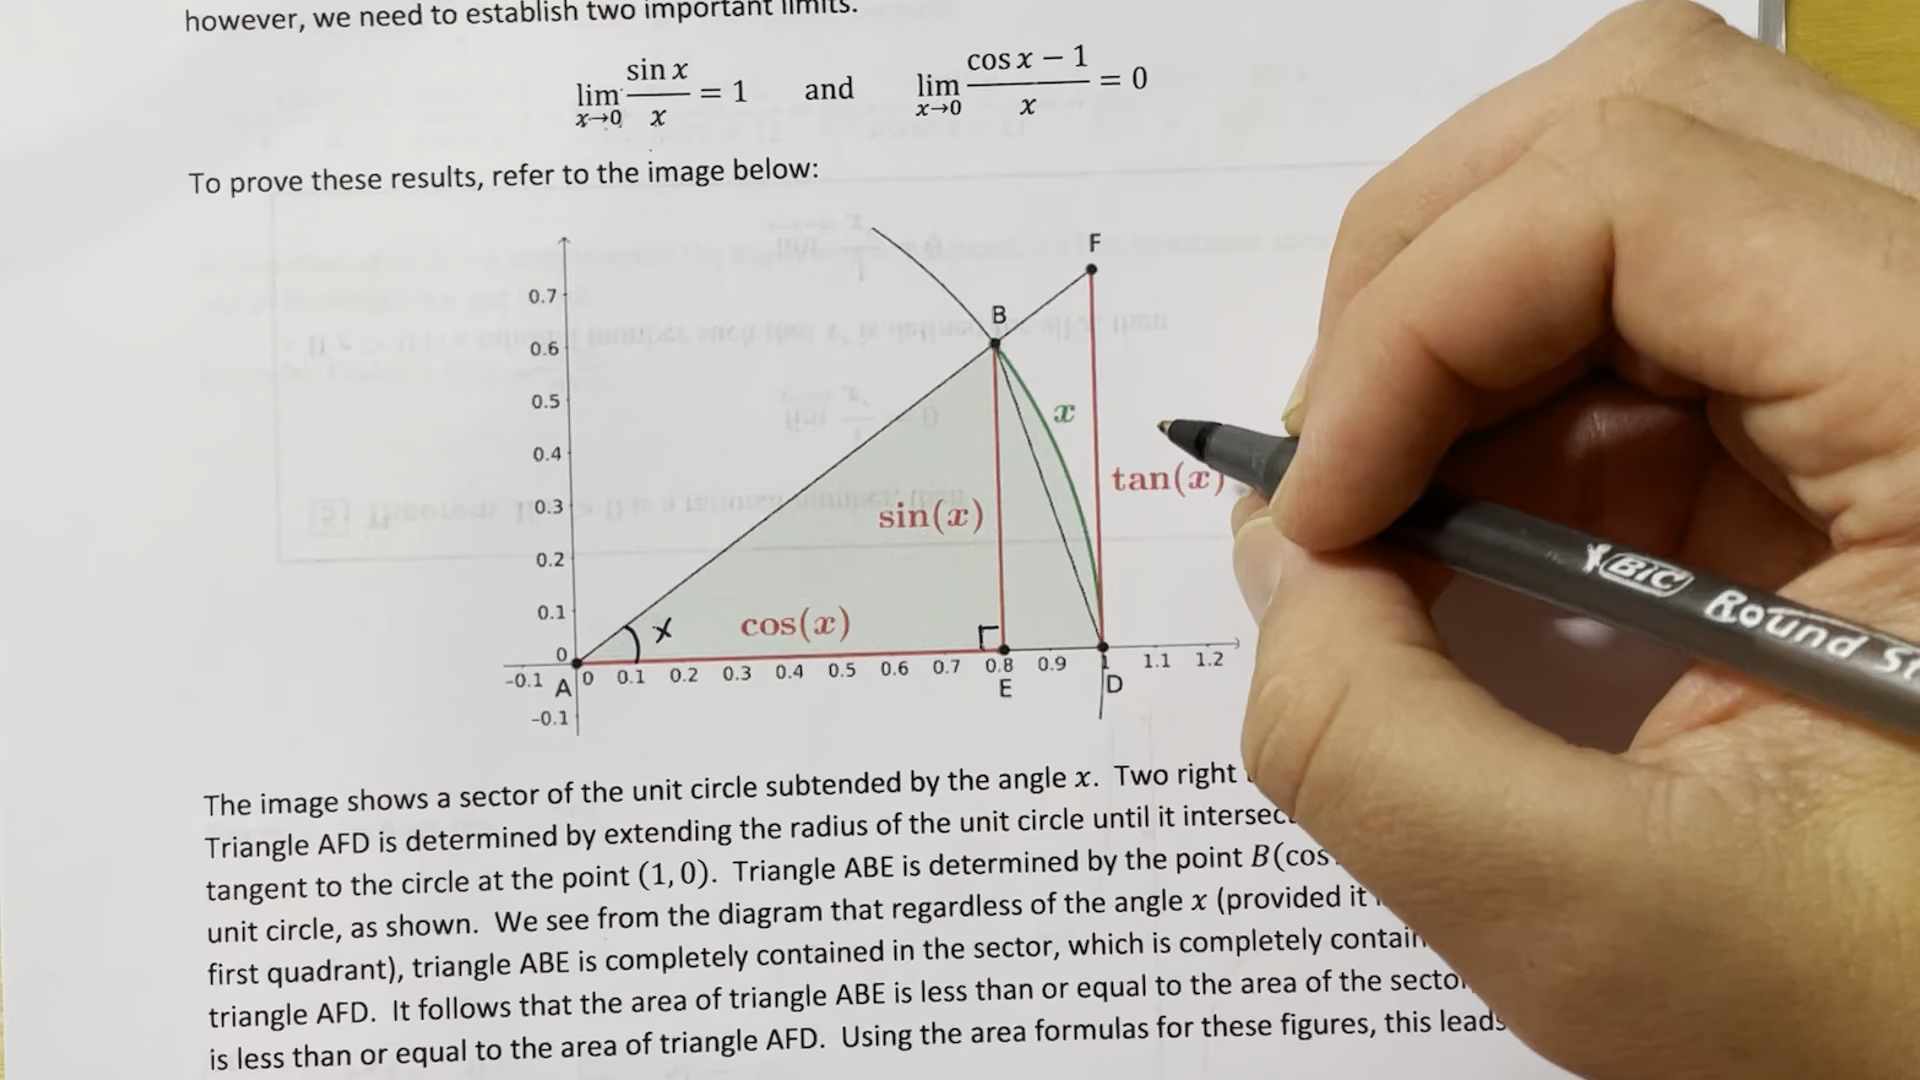 however, we need to establish two important limits.
lim x→0 sin x / x = 1 and lim x→0 cos x − 1 / x = 0
To prove these results, refer to the image below:
F
0.7
B
0.6
0.5
x
0.4
tan(x)
0.3
sin(x)
0.2
0.1
x
cos(x)
0
-0.1 A 0 0.1 0.2 0.3 0.4 0.5 0.6 0.7 0.8 0.9 1 1.1 1.2
E D
-0.1
BIC Round St
The image shows a sector of the unit circle subtended by the angle x. Two right
Triangle AFD is determined by extending the radius of the unit circle until it intersec
tangent to the circle at the point (1, 0). Triangle ABE is determined by the point B(cos
unit circle, as shown. We see from the diagram that regardless of the angle x (provided it
first quadrant), triangle ABE is completely contained in the sector, which is completely contain
triangle AFD. It follows that the area of triangle ABE is less than or equal to the area of the sector
is less than or equal to the area of triangle AFD. Using the area formulas for these figures, this leads